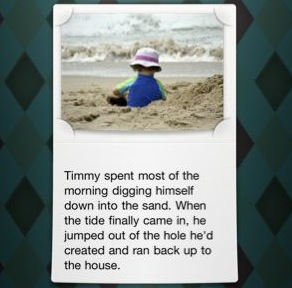 Timmy spent most of the
morning digging himself
down into the sand. When
the tide finally came in, he
jumped out of the hole he'd
created and ran back up to
the house.